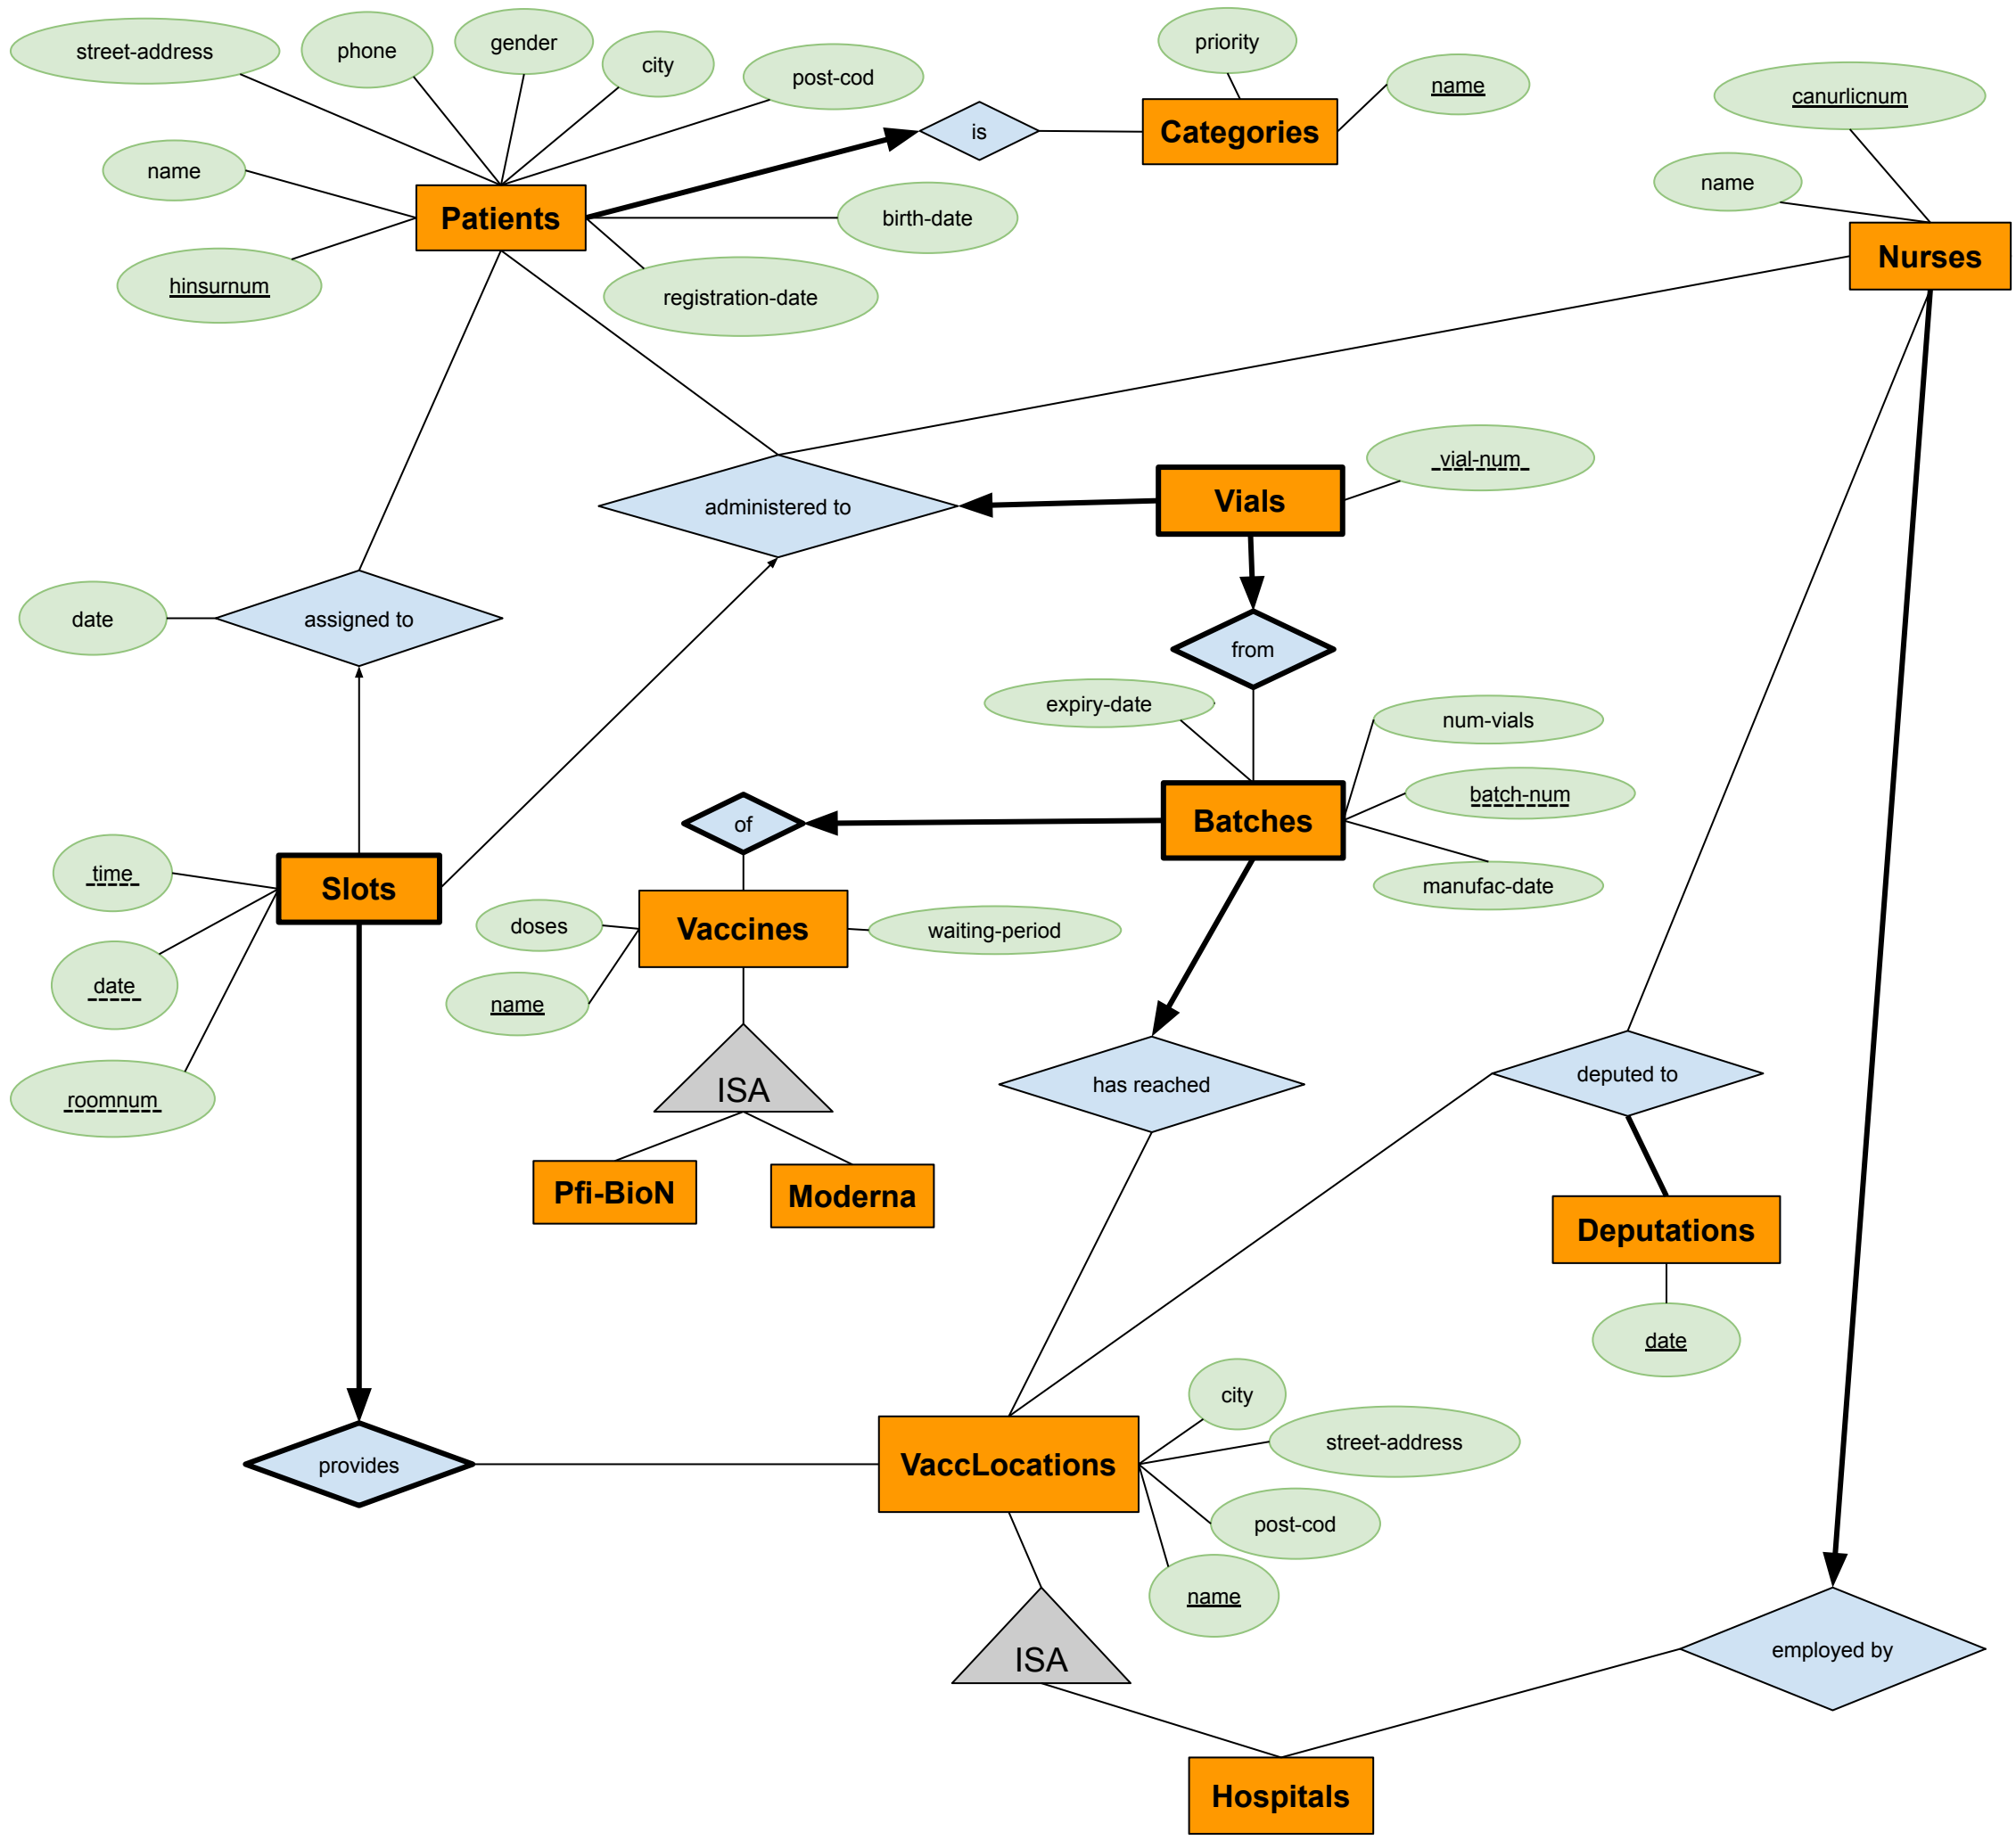 street-address
phone
gender
city
post-cod
priority
name
canurlicnum
is
Categories
name
name
Patients
birth-date
Nurses
hinsurnum
registration-date
vial-num
Vials
administered to
date
assigned to
from
expiry-date
num-vials
batch-num
of
Batches
time
Slots
manufac-date
doses
Vaccines
waiting-period
date
name
roomnum
ISA
has reached
deputed to
Pfi-BioN
Moderna
Deputations
date
city
street-address
provides
VaccLocations
post-cod
name
ISA
employed by
Hospitals